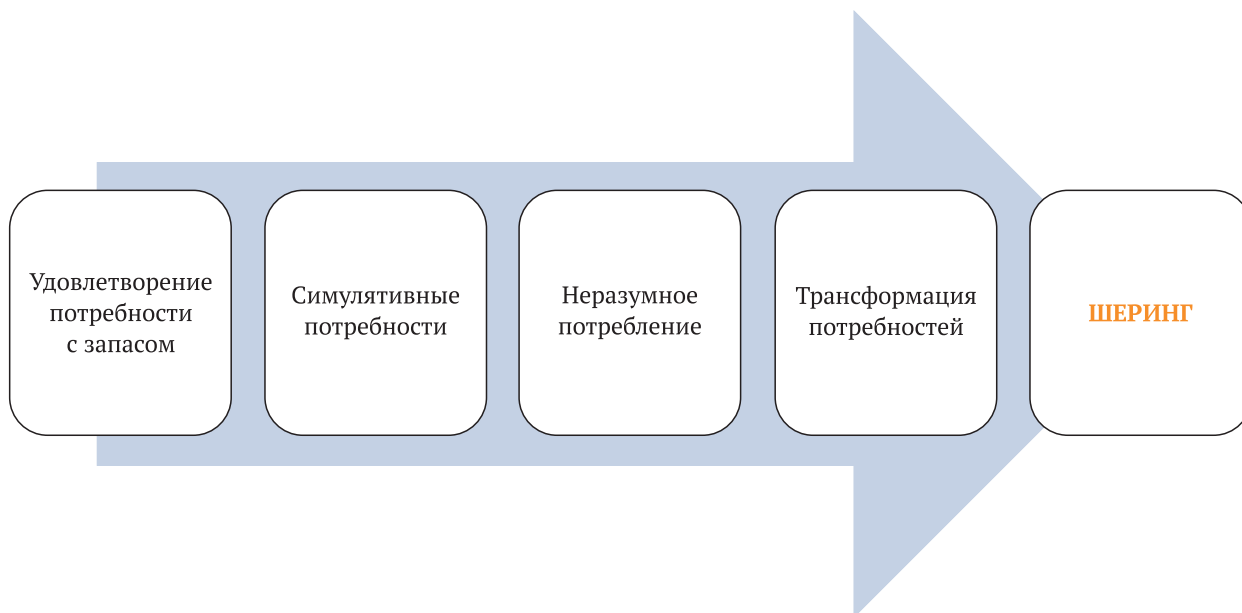 Удовлетворение
потребности
с запасом
Симулятивные
потребности
Неразумное
потребление
Трансформация
потребностей
ШЕРИНГ